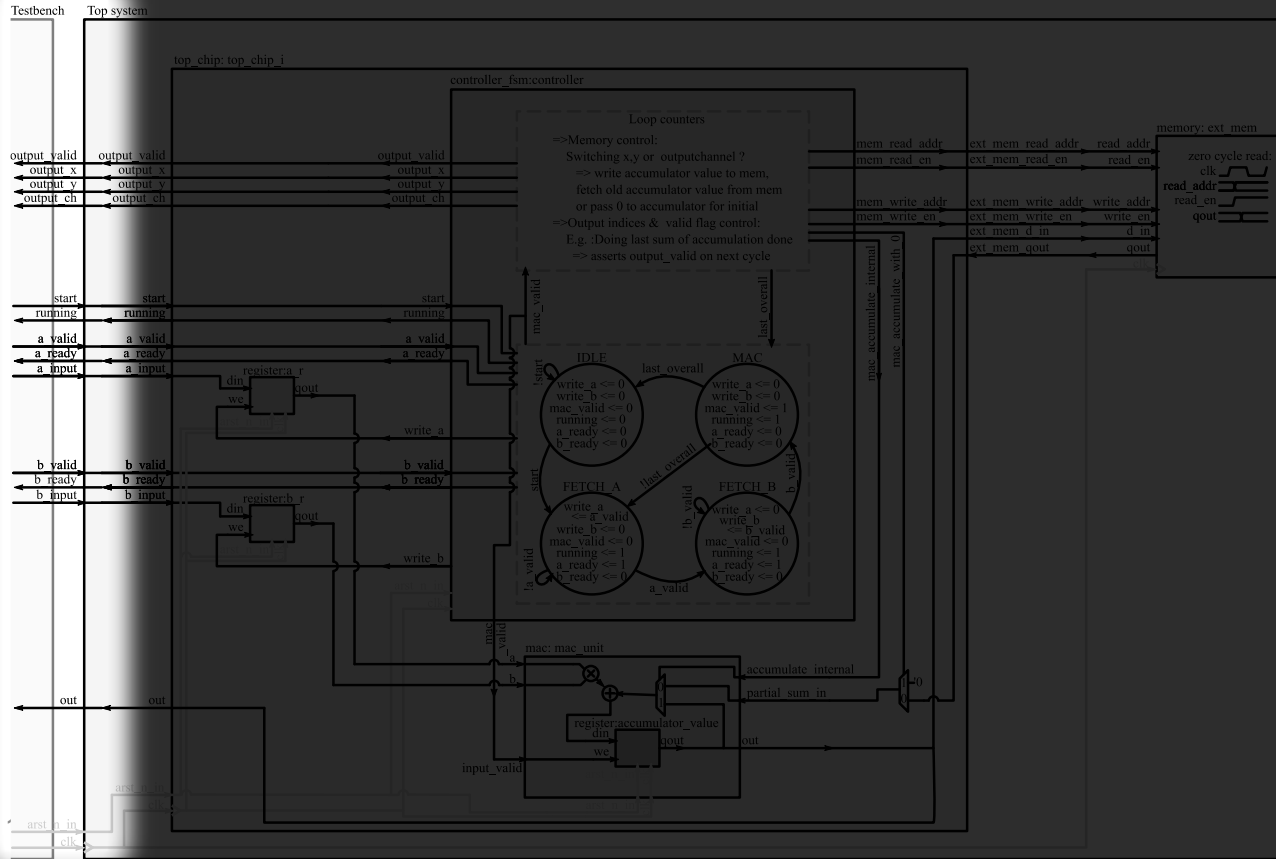 Testbench
Top system
top_chip: top_chip_i
controller_fsm:controller
Loop counters
=>Memory control:
Switching x,y or outputchannel ?
=> write accumulator value to mem,
fetch old accumulator value from mem
or pass 0 to accumulator for initial
=>Output indices & valid flag control:
E.g. :Doing last sum of accumulation done
=> asserts output_valid on next cycle
output_valid output_valid output_valid
output_x output_x output_x
output_y output_y output_y
output_ch output_ch output_ch
mem_read_addr ext_mem_read_addr read_addr
mem_read_en ext_mem_read_en read_en
mem_write_addr ext_mem_write_addr write_addr
mem_write_en ext_mem_write_en write_en
ext_mem_d_in d_in
ext_mem_qout qout
memory: ext_mem
zero cycle read:
clk
read_addr
read_en
qout
mac_accumulate_internal
mac_accumulate_with_0
mac_valid
last_overall
start start start
running running running
a_valid a_valid a_valid
a_ready a_ready a_ready
a_input a_input
register:a_r
din
qout
we
write_a
b_valid b_valid b_valid
b_ready b_ready b_ready
b_input b_input
register:b_r
din
qout
we
write_b
IDLE
!start
write_a <= 0
write_b <= 0
mac_valid <= 0
running <= 0
a_ready <= 0
b_ready <= 0
last_overall
MAC
write_a <= 0
write_b <= 0
mac_valid <= 1
running <= 1
a_ready <= 0
b_ready <= 0
start
!last_overall
b_valid
FETCH_A
write_a
<= a_valid
write_b <= 0
mac_valid <= 0
running <= 1
a_ready <= 1
b_ready <= 0
!a_valid
a_valid
FETCH_B
!b_valid
write_a <= 0
write_b
<= b_valid
mac_valid <= 0
running <= 1
a_ready <= 1
b_ready <= 0
mac_valid
mac: mac_unit
a
b
accumulate_internal
partial_sum_in
0
1
1
0
'0
register:accumulator_value
din
qout
we
out
input_valid
out out
arst_n_in
clk
arst_n_in
clk